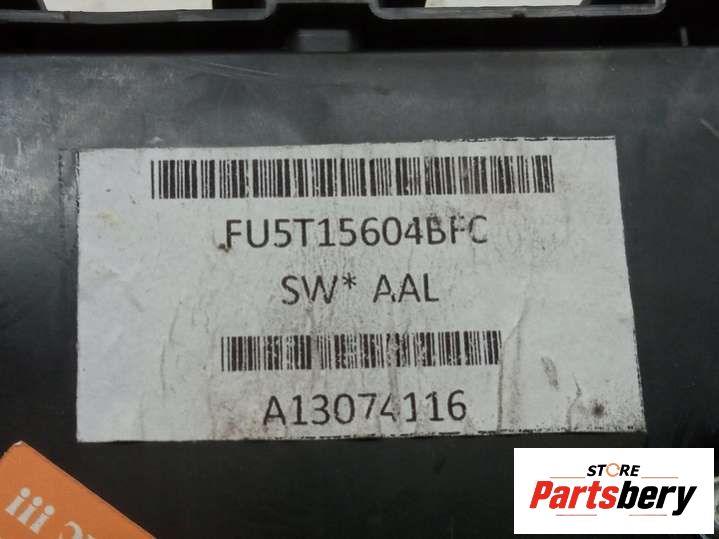 FU5T15604BFC
SW* AAL
A13074116
STORE
Partsbery